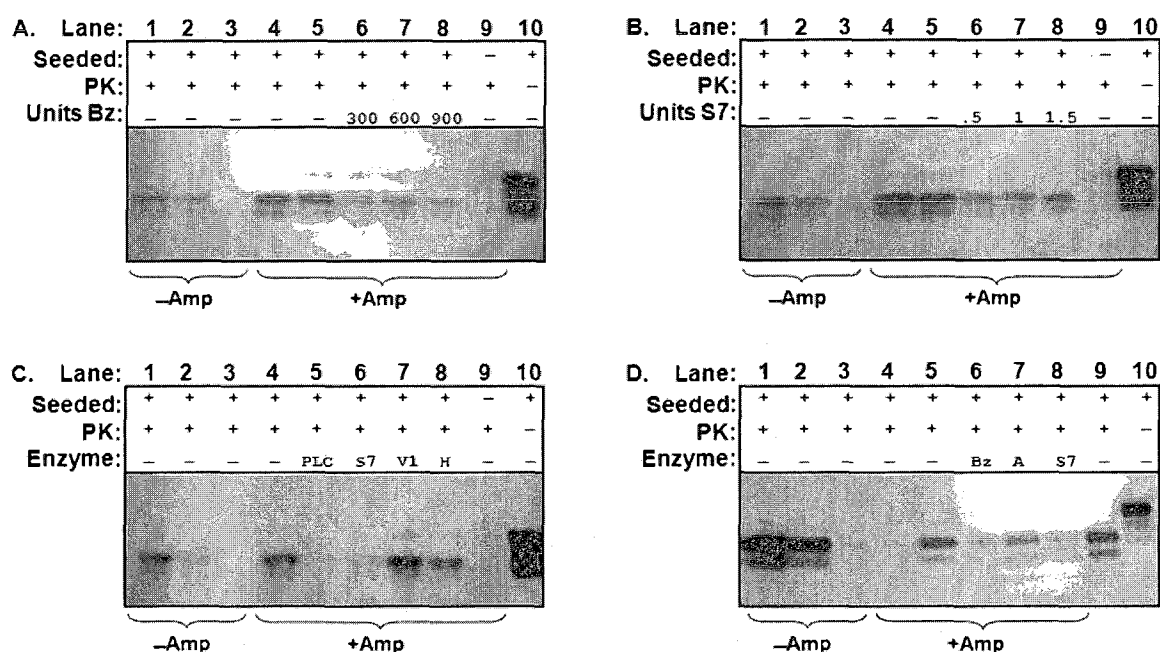 A. Lane: 1 2 3 4 5 6 7 8 9 10
Seeded: + + + + + + + + – +
PK: + + + + + + + + + –
Units Bz: – – – – – 300 600 900 – –
–Amp +Amp
B. Lane: 1 2 3 4 5 6 7 8 9 10
Seeded: + + + + + + + + – +
PK: + + + + + + + + + –
Units S7: – – – – – .5 1 1.5 – –
–Amp +Amp
C. Lane: 1 2 3 4 5 6 7 8 9 10
Seeded: + + + + + + + + – +
PK: + + + + + + + + + –
Enzyme: – – – – PLC S7 V1 H – –
–Amp +Amp
D. Lane: 1 2 3 4 5 6 7 8 9 10
Seeded: + + + + + + + + + +
PK: + + + + + + + + + –
Enzyme: – – – – – Bz A S7 – –
–Amp +Amp